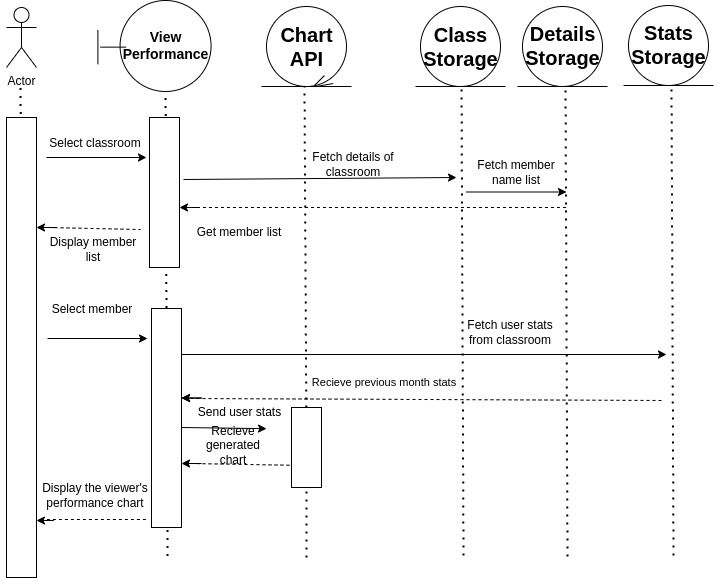 Actor
View
Performance
Chart
API
Class
Storage
Details
Storage
Stats
Storage
Select classroom
Fetch details of
classroom
Fetch member
name list
Get member list
Display member
list
Select member
Fetch user stats
from classroom
Recieve previous month stats
Send user stats
Recieve
generated
chart
Display the viewer's
performance chart